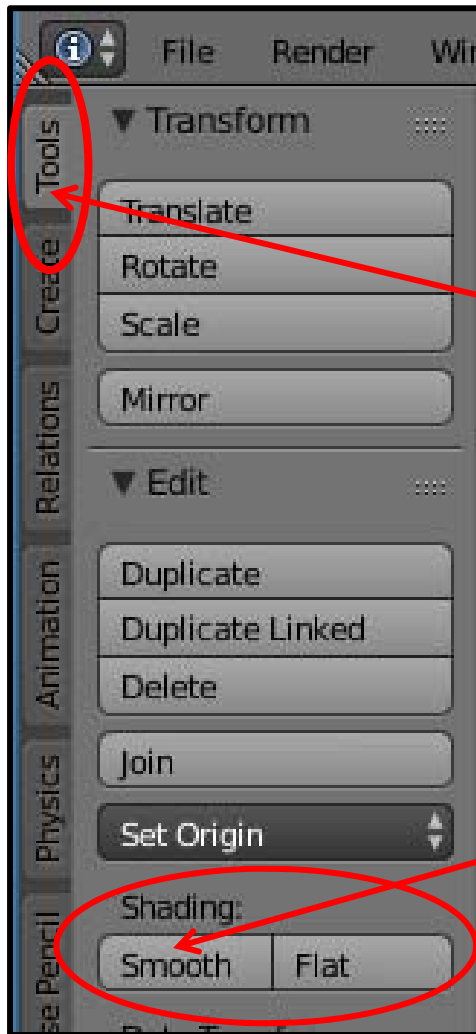 File Render
Tools
Create
Relations
Animation
Physics
Pencil
Transform
Translate
Rotate
Scale
Mirror
Edit
Duplicate
Duplicate Linked
Delete
Join
Set Origin
Shading:
Smooth Flat